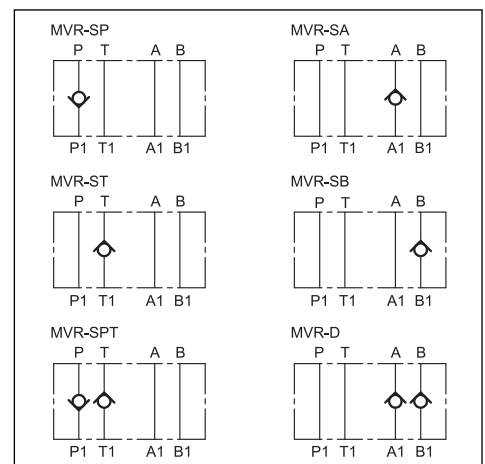 MVR-SP
P T A B
P1 T1 A1 B1
MVR-SA
P T A B
P1 T1 A1 B1
MVR-ST
P T A B
P1 T1 A1 B1
MVR-SB
P T A B
P1 T1 A1 B1
MVR-SPT
P T A B
P1 T1 A1 B1
MVR-D
P T A B
P1 T1 A1 B1